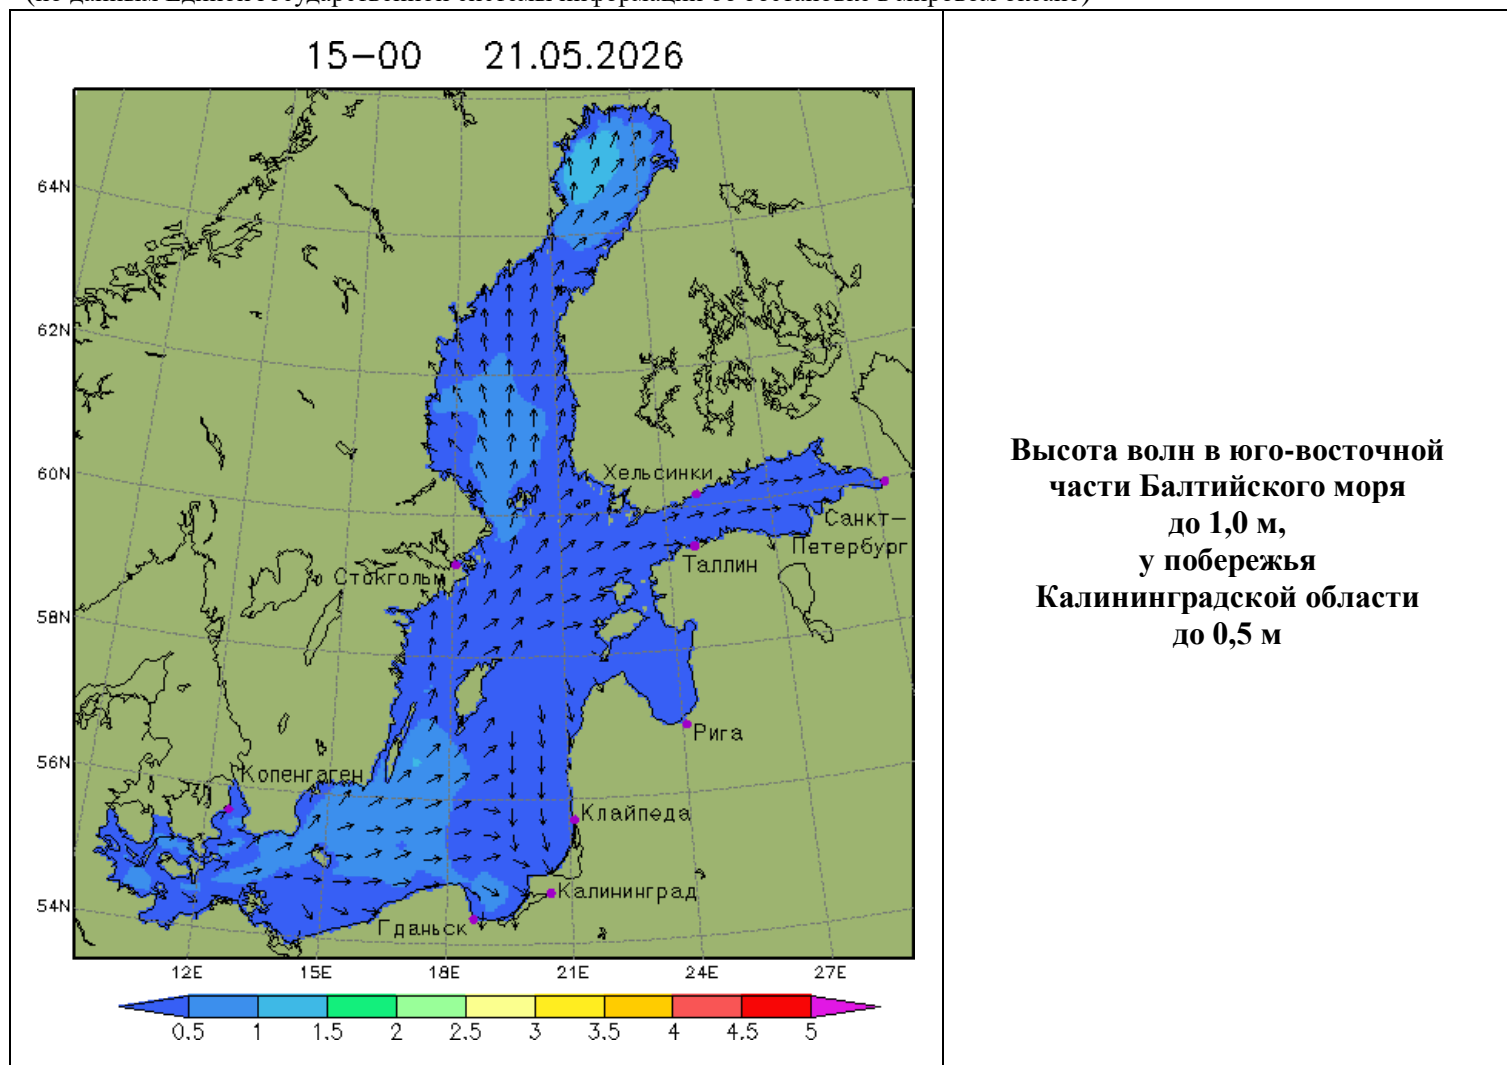 15-00 21.05.2026
64N
62N
60N
58N
56N
54N
Хельсинки
Санкт-
Петербург
Таллин
Стокгольм
Рига
Копенгаген
Клайпеда
Калининград
Гданьск
12E 15E 18E 21E 24E 27E
0.5 1 1.5 2 2.5 3 3.5 4 4.5 5
Высота волн в юго-восточной
части Балтийского моря
до 1,0 м,
у побережья
Калининградской области
до 0,5 м